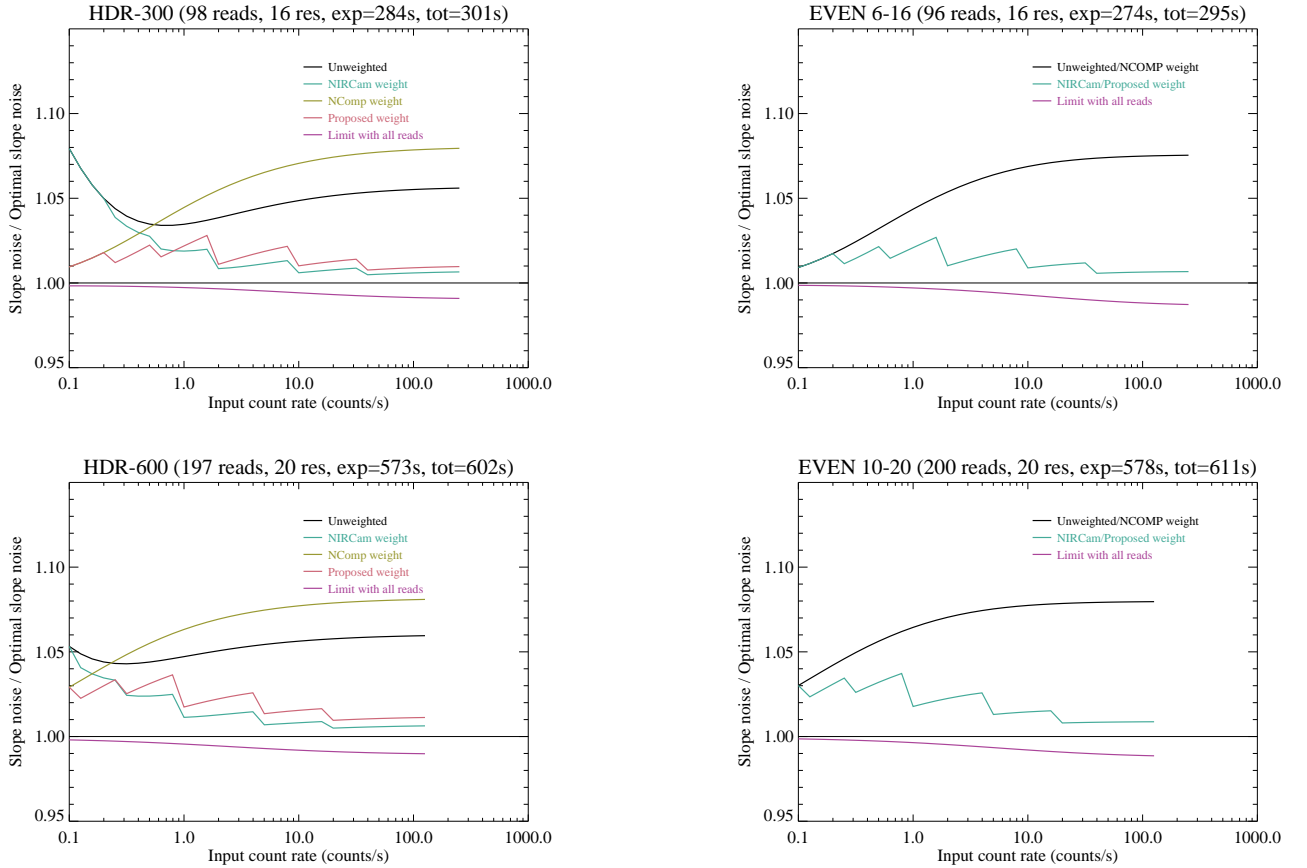 HDR-300 (98 reads, 16 res, exp=284s, tot=301s)
Slope noise / Optimal slope noise
1.10
1.05
1.00
0.95
Unweighted
NIRCam weight
NComp weight
Proposed weight
Limit with all reads
0.1
1.0
10.0
100.0
1000.0
Input count rate (counts/s)
EVEN 6-16 (96 reads, 16 res, exp=274s, tot=295s)
Slope noise / Optimal slope noise
1.10
1.05
1.00
0.95
Unweighted/NCOMP weight
NIRCam/Proposed weight
Limit with all reads
0.1
1.0
10.0
100.0
1000.0
Input count rate (counts/s)
HDR-600 (197 reads, 20 res, exp=573s, tot=602s)
Slope noise / Optimal slope noise
1.10
1.05
1.00
0.95
Unweighted
NIRCam weight
NComp weight
Proposed weight
Limit with all reads
0.1
1.0
10.0
100.0
1000.0
Input count rate (counts/s)
EVEN 10-20 (200 reads, 20 res, exp=578s, tot=611s)
Slope noise / Optimal slope noise
1.10
1.05
1.00
0.95
Unweighted/NCOMP weight
NIRCam/Proposed weight
Limit with all reads
0.1
1.0
10.0
100.0
1000.0
Input count rate (counts/s)